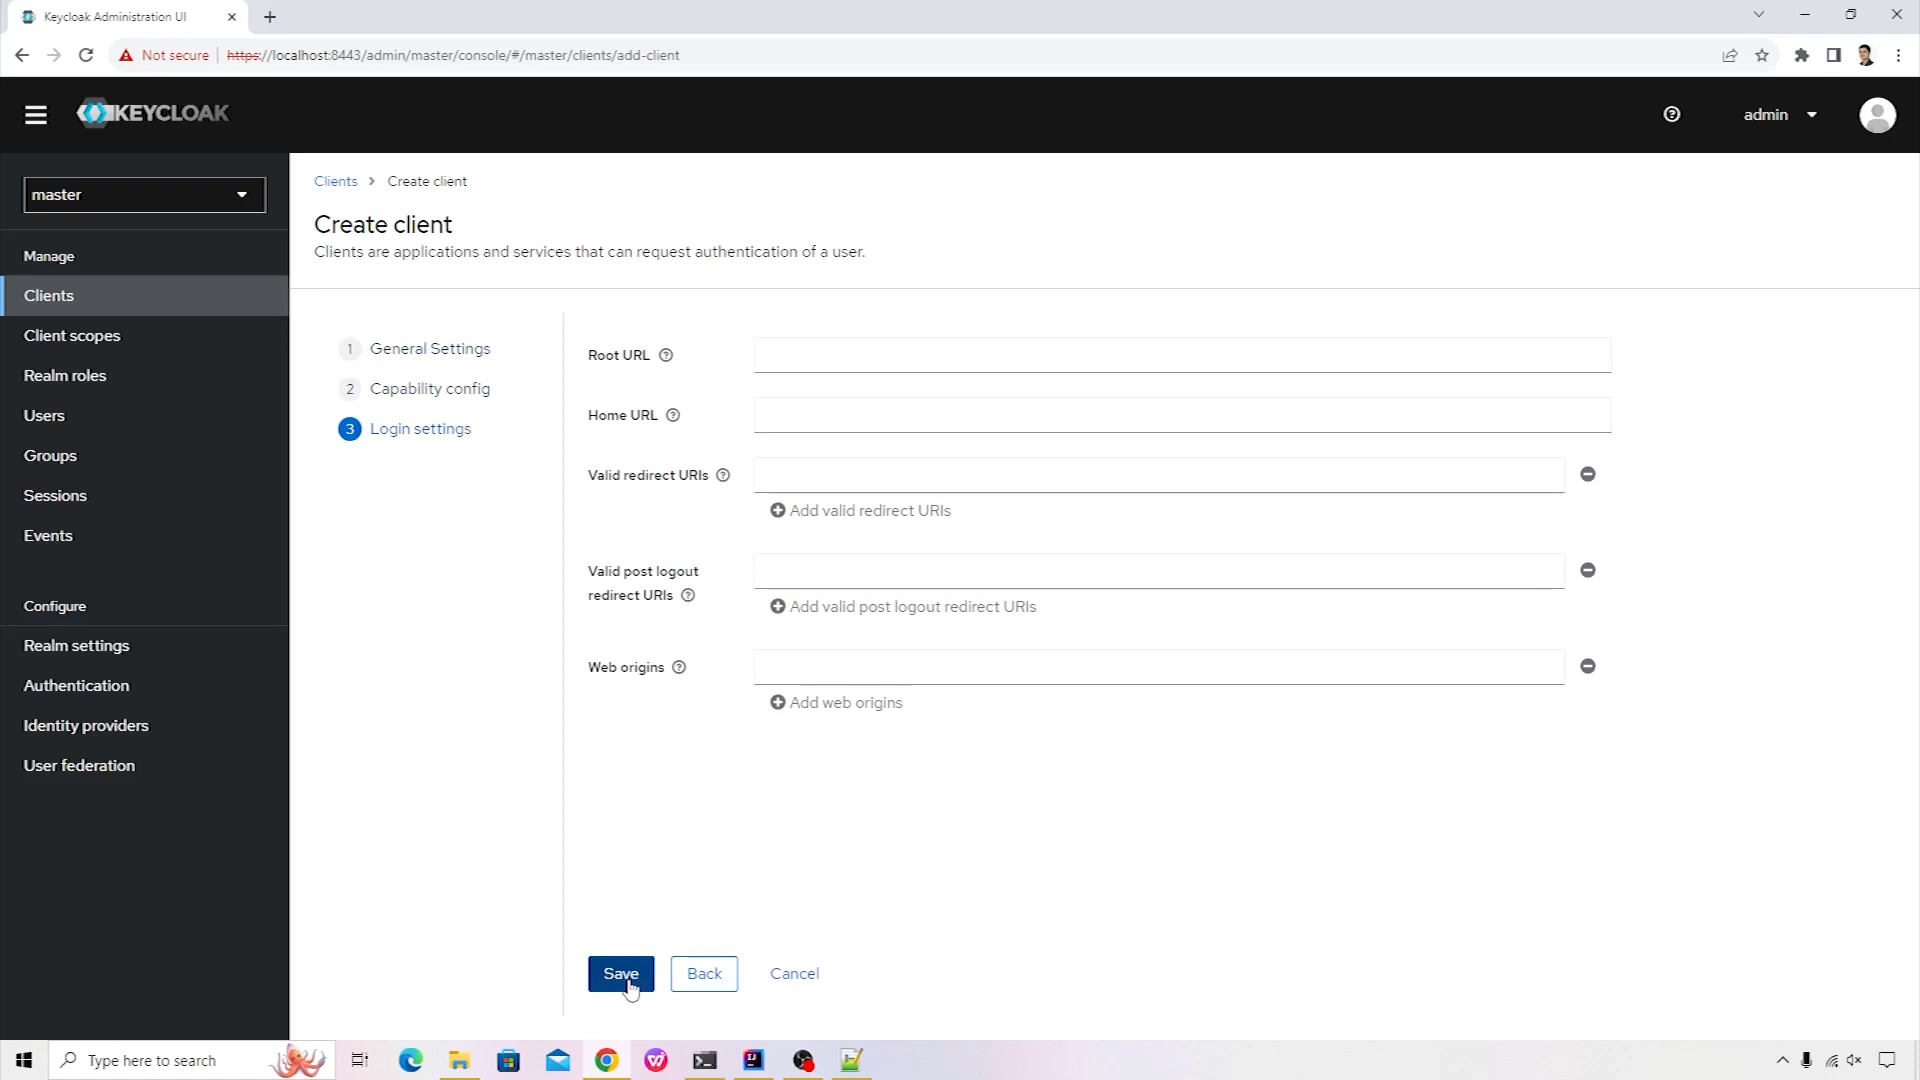 Keycloak Administration UI
Not secure
https://localhost:8443/admin/master/console/#/master/clients/add-client
KEYCLOAK
admin
master
Manage
Clients
Client scopes
Realm roles
Users
Groups
Sessions
Events
Configure
Realm settings
Authentication
Identity providers
User federation
Clients > Create client
Create client
Clients are applications and services that can request authentication of a user.
1 General Settings
2 Capability config
3 Login settings
Root URL
Home URL
Valid redirect URIs
Add valid redirect URIs
Valid post logout
redirect URIs
Add valid post logout redirect URIs
Web origins
Add web origins
Save
Back
Cancel
Type here to search